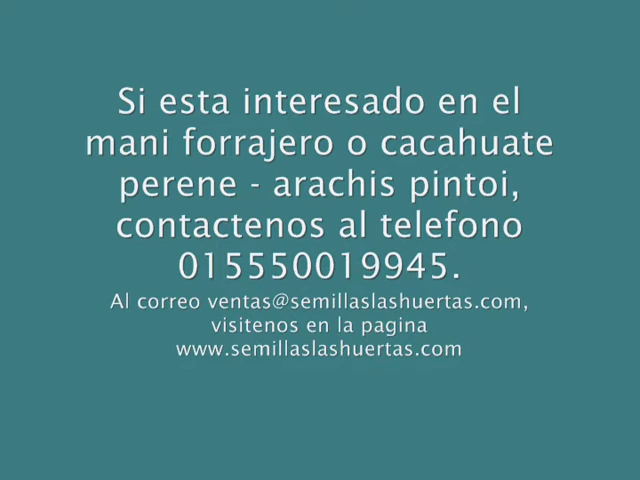 Si esta interesado en el
mani forrajero o cacahuate
perene - arachis pintoi,
contactenos al telefono
015550019945.
Al correo ventas@semillaslashuertas.com,
visitenos en la pagina
www.semillaslashuertas.com